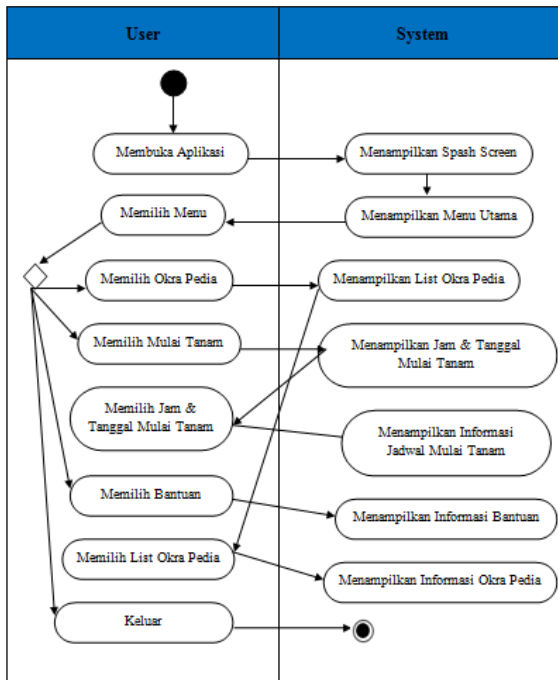 User
System
Membuka Aplikasi
Menampilkan Spash Screen
Memilih Menu
Menampilkan Menu Utama
Memilih Okra Pedia
Menampilkan List Okra Pedia
Memilih Mulai Tanam
Menampilkan Jam & Tanggal
Mulai Tanam
Memilih Jam &
Tanggal Mulai Tanam
Menampilkan Informasi
Jadwal Mulai Tanam
Memilih Bantuan
Menampilkan Informasi Bantuan
Memilih List Okra Pedia
Menampilkan Informasi Okra Pedia
Keluar